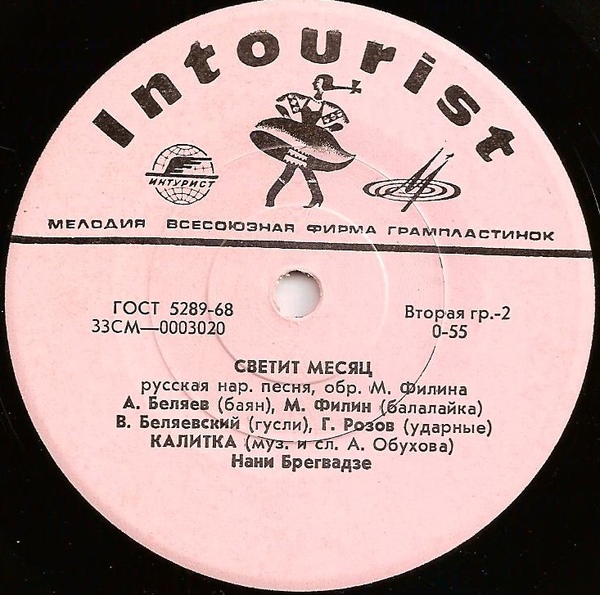 Intourist
ИНТУРИСТ
МЕЛОДИЯ ВСЕСОЮЗНАЯ ФИРМА ГРАМПЛАСТИНОК
ГОСТ 5289-68
33СМ—0003020
Вторая гр.-2
0-55
СВЕТИТ МЕСЯЦ
русская нар. песня, обр. М. Филина
А. Беляев (баян), М. Филин (балалайка)
В. Беляевский (гусли), Г. Розов (ударные)
КАЛИТКА (муз. и сл. А. Обухова)
Нани Брегвадзе